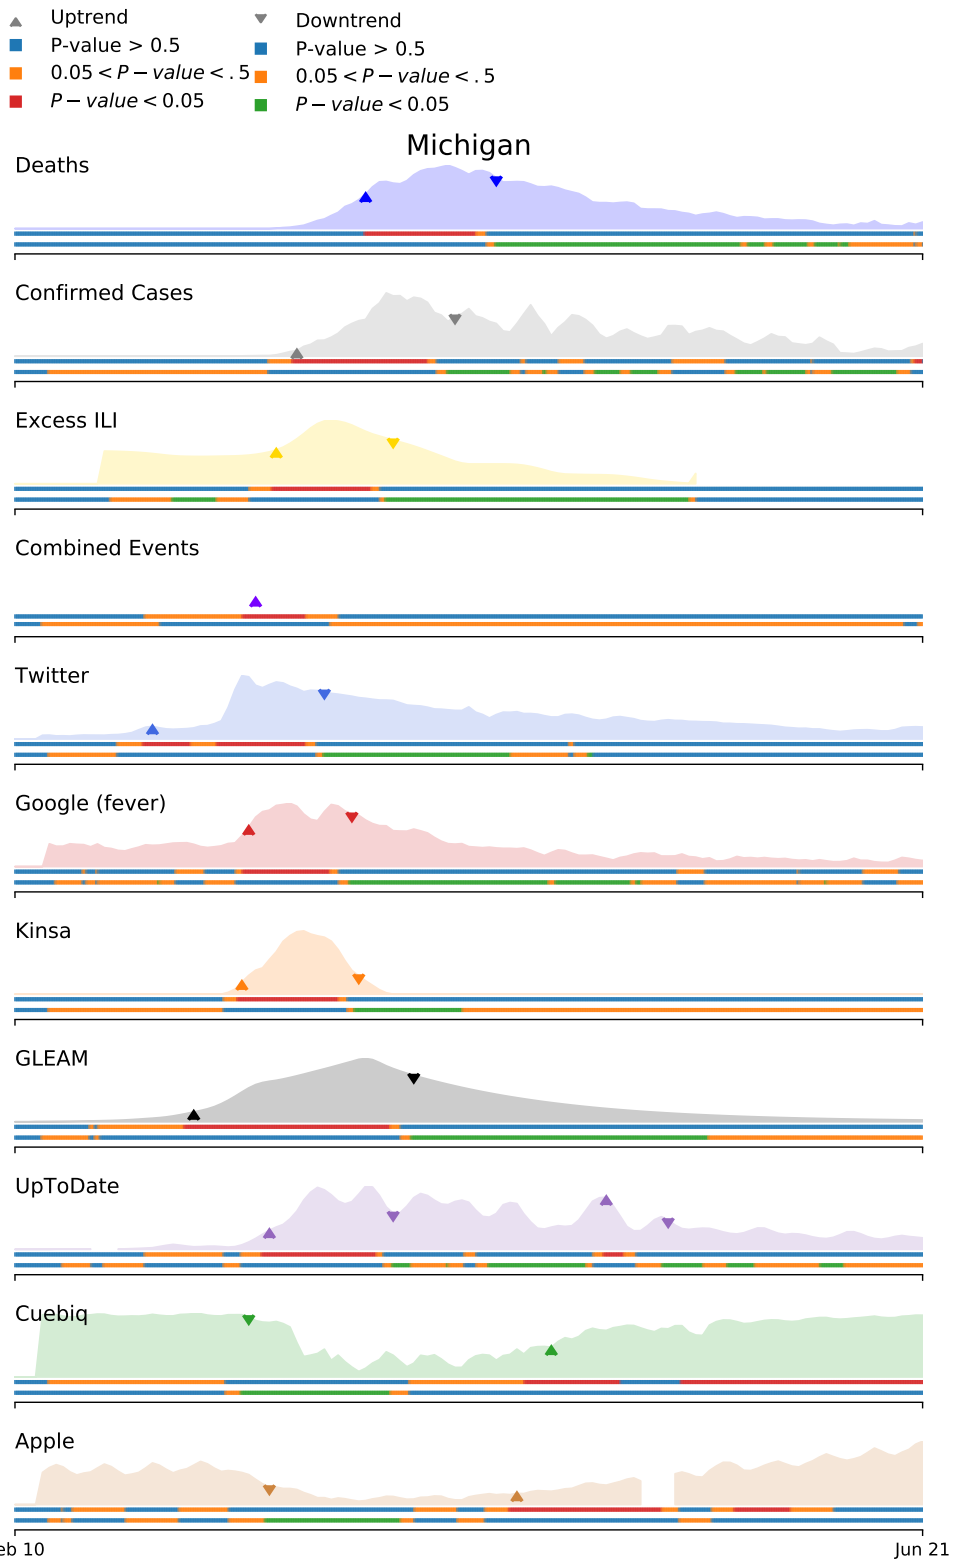 Uptrend
P-value > 0.5
0.05 < P − value < .5
P − value < 0.05
Downtrend
P-value > 0.5
0.05 < P − value < .5
P − value < 0.05
Michigan
Deaths
Confirmed Cases
Excess ILI
Combined Events
Twitter
Google (fever)
Kinsa
GLEAM
UpToDate
Cuebiq
Apple
eb 10
Jun 21